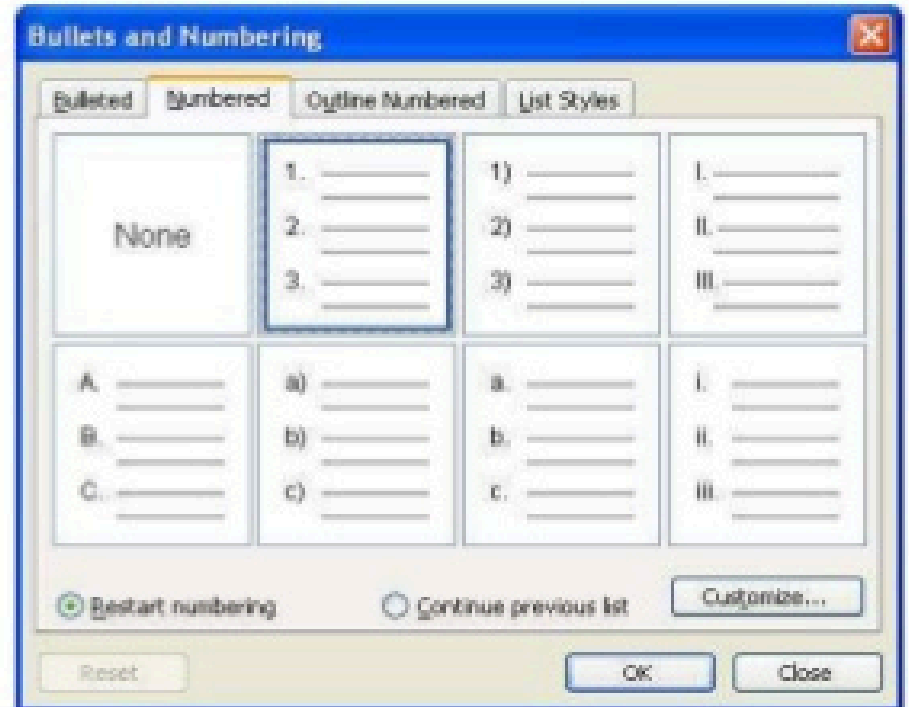 Bullets and Numbering
Bulleted Numbered Outline Numbered List Styles
None
1.
2.
3.
1)
2)
3)
I.
II.
III.
A.
B.
C.
a)
b)
c)
a.
b.
c.
i.
ii.
iii.
Restart numbering Continue previous list Customize...
Reset OK Close